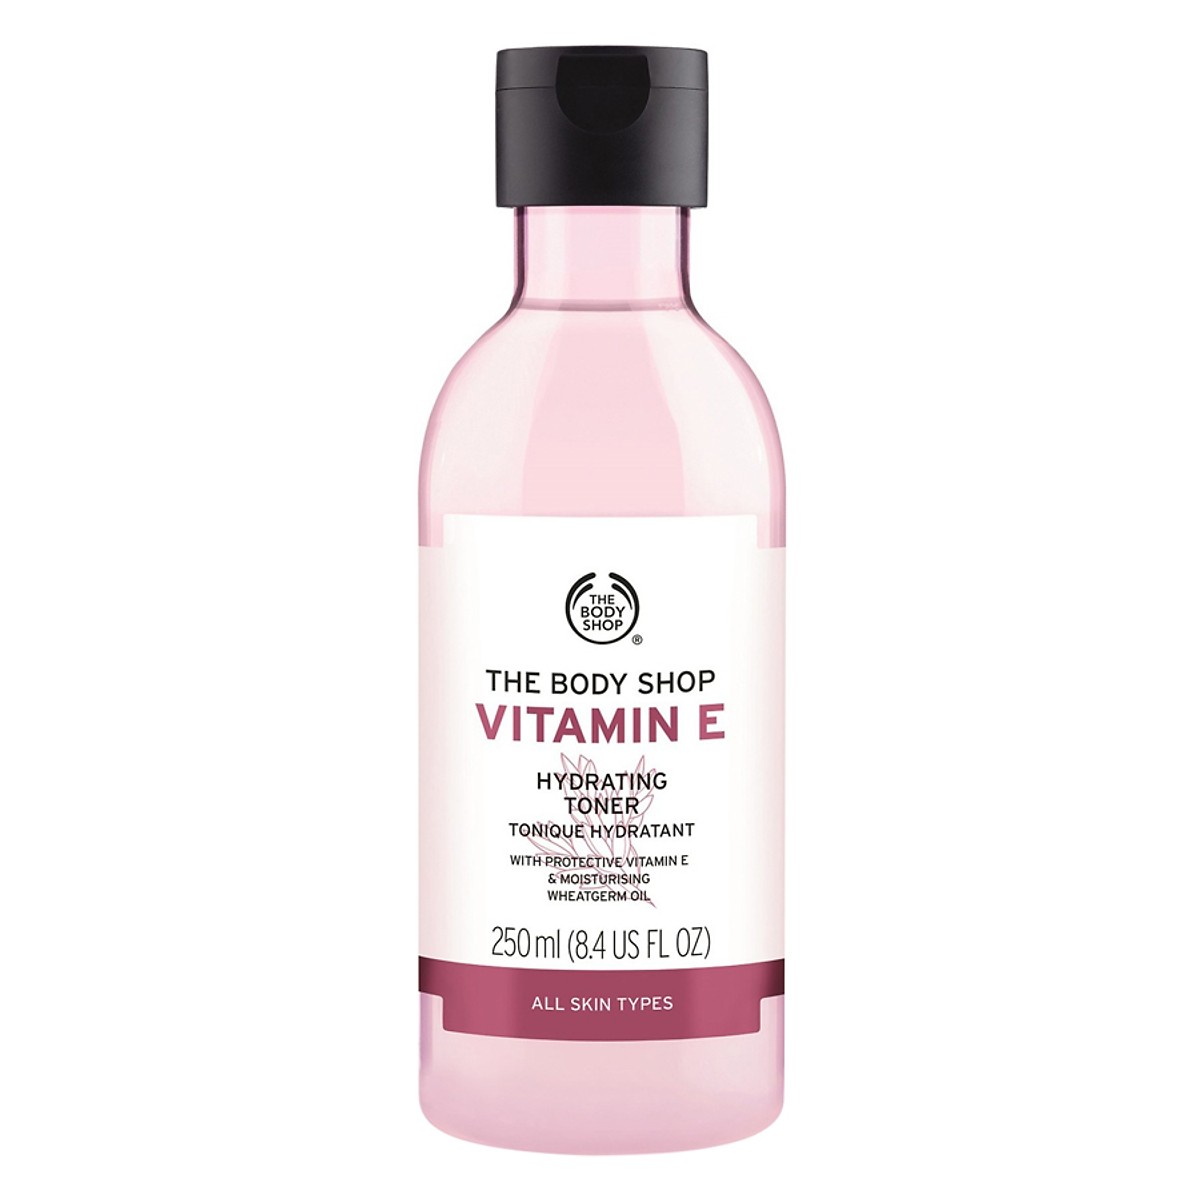 THE
BODY
SHOP
®
THE BODY SHOP
VITAMIN E
HYDRATING
TONER
TONIQUE HYDRATANT
WITH PROTECTIVE VITAMIN E
& MOISTURISING
WHEATGERM OIL
250 ml (8.4 US FL OZ)
ALL SKIN TYPES